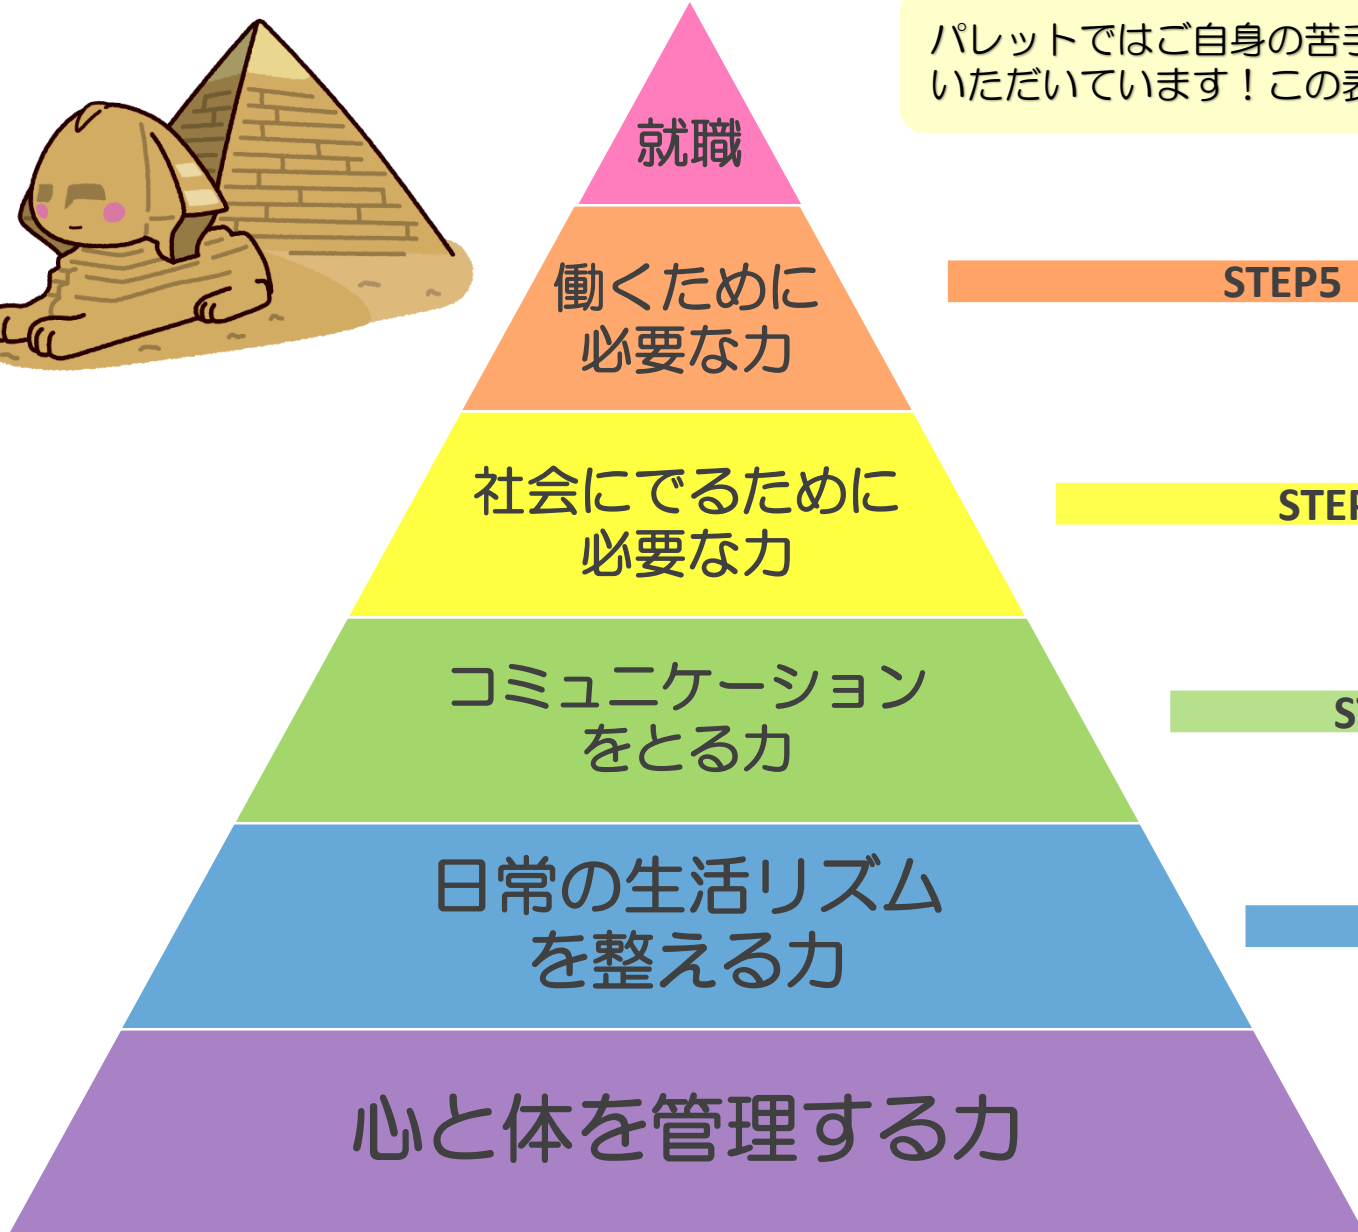 パレットではご自身の苦手
いただいています！この表
就職
働くために
必要な力
STEP5
社会にでるために
必要な力
STEP
コミュニケーション
をとる力
ST
日常の生活リズム
を整える力
心と体を管理する力